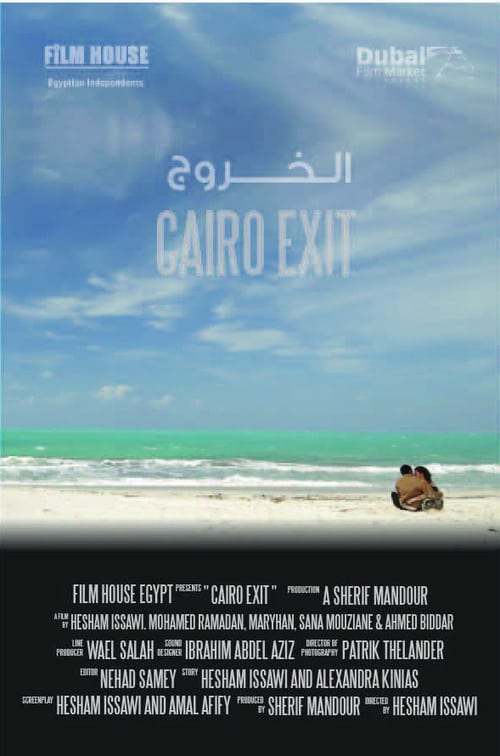 FILM HOUSE
Egyptian Independents
Dubai
Film Market
الخروج
CAIRO EXIT
FILM HOUSE EGYPT PRESENTS "CAIRO EXIT" PRODUCTION A SHERIF MANDOUR
A FILM BY HESHAM ISSAWI. MOHAMED RAMADAN, MARYHAN, SANA MOUZIANE & AHMED BIDDAR
LINE PRODUCER WAEL SALAH SOUND DESIGNER IBRAHIM ABDEL AZIZ DIRECTOR OF PHOTOGRAPHY PATRIK THELANDER
EDITOR NEHAD SAMEY STORY HESHAM ISSAWI AND ALEXANDRA KINIAS
SCREENPLAY HESHAM ISSAWI AND AMAL AFIFY PRODUCED BY SHERIF MANDOUR DIRECTED BY HESHAM ISSAWI